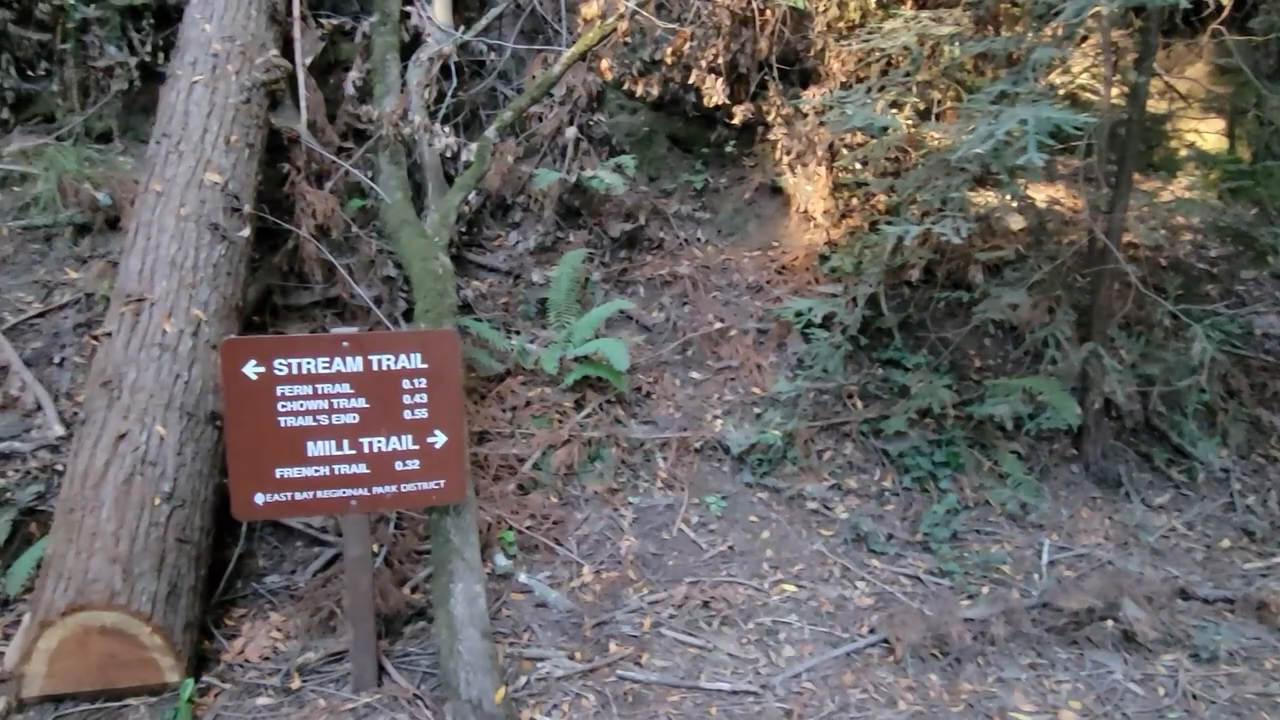 ← STREAM TRAIL
FERN TRAIL 0.12
CHOWN TRAIL 0.43
TRAIL'S END 0.55
MILL TRAIL →
FRENCH TRAIL 0.32
EAST BAY REGIONAL PARK DISTRICT